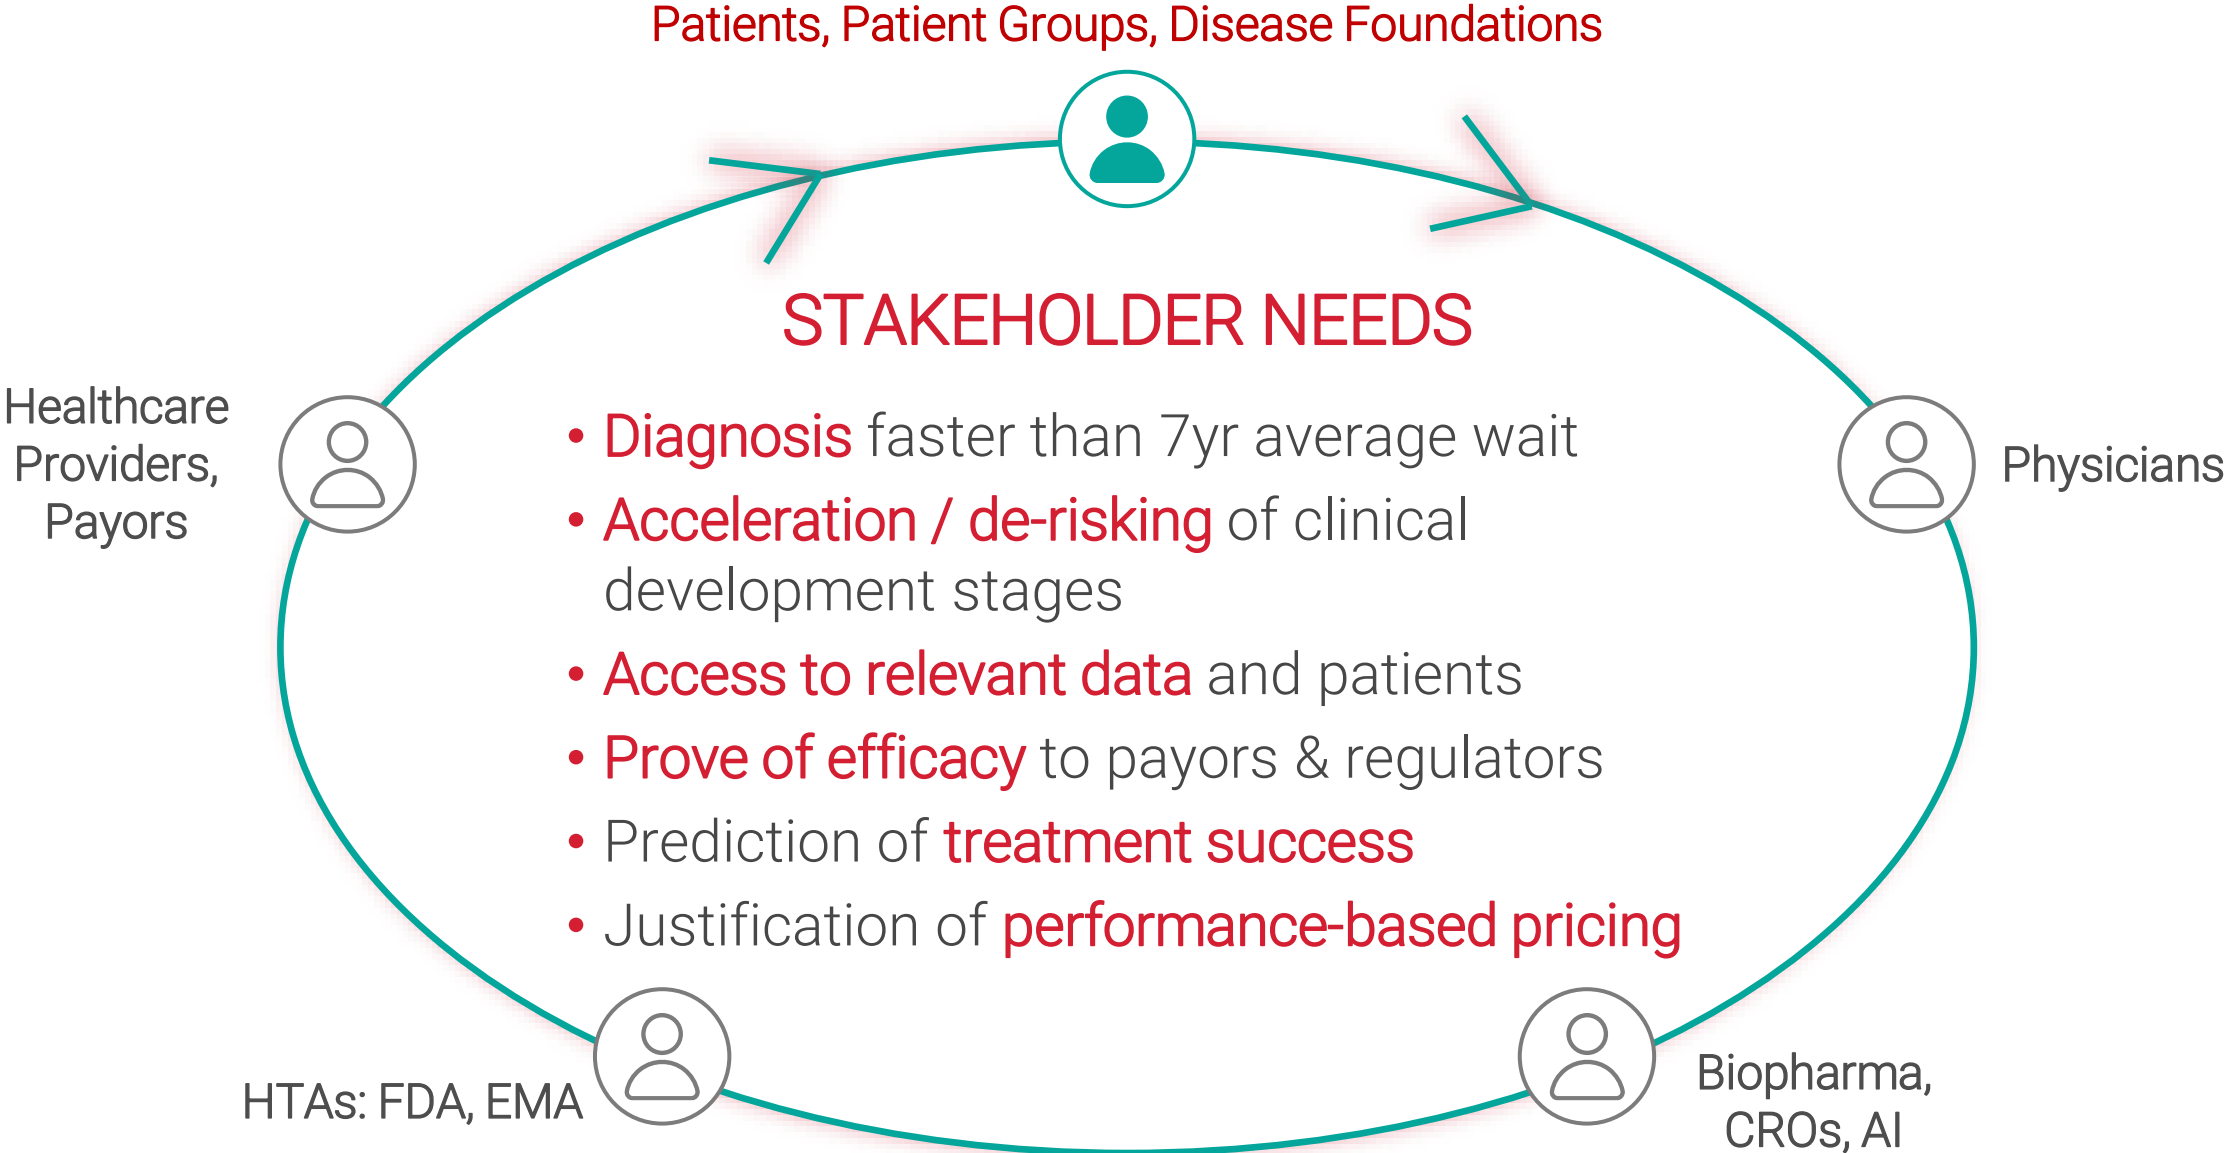 Patients, Patient Groups, Disease Foundations
STAKEHOLDER NEEDS
Healthcare
Providers,
Payors
Physicians
• Diagnosis faster than 7yr average wait
• Acceleration / de-risking of clinical
development stages
• Access to relevant data and patients
• Prove of efficacy to payors & regulators
• Prediction of treatment success
• Justification of performance-based pricing
HTAs: FDA, EMA
Biopharma,
CROs, AI